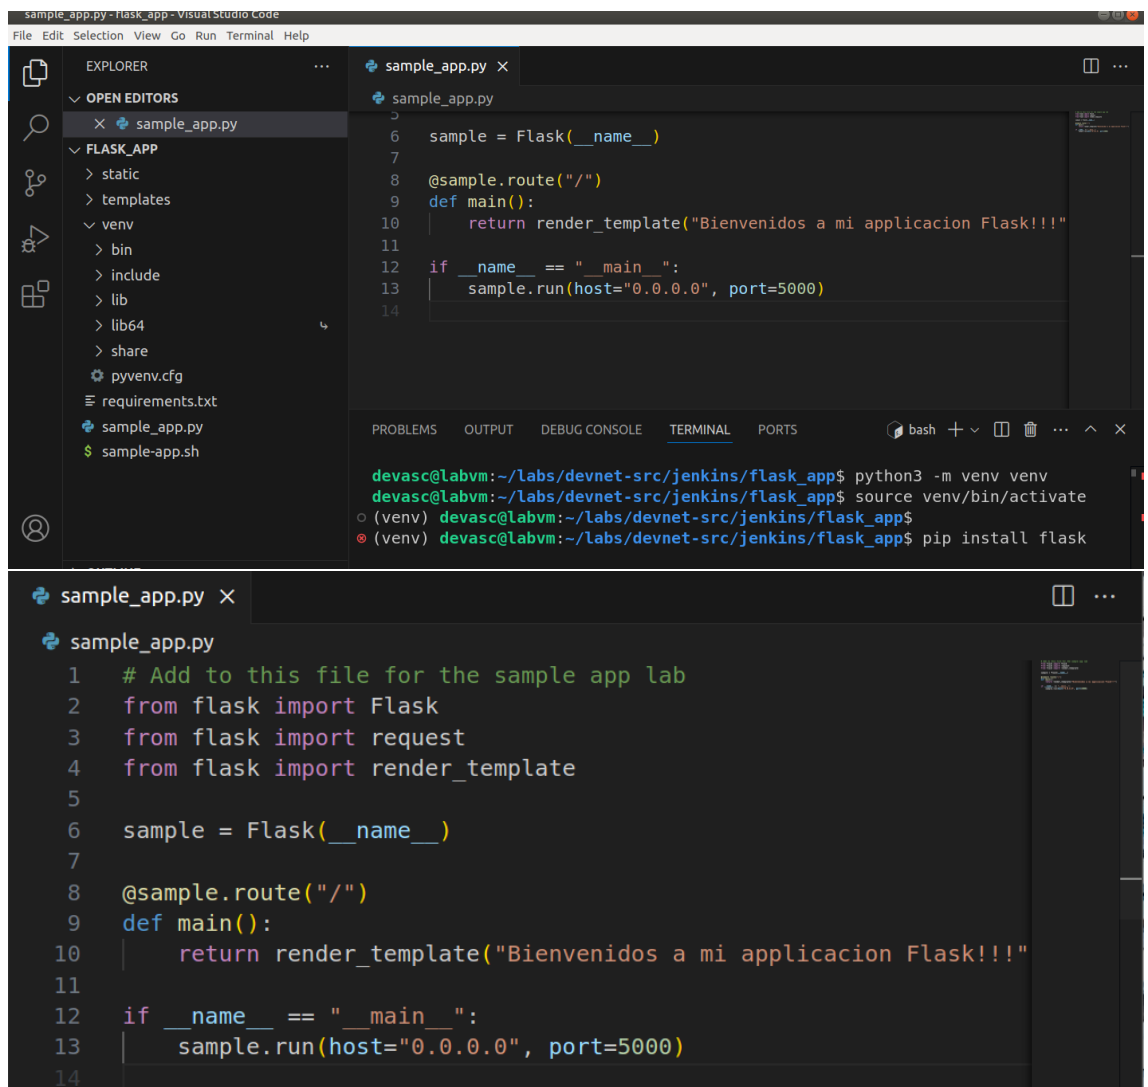 sample_app.py - flask_app - Visual Studio Code
File Edit Selection View Go Run Terminal Help
EXPLORER
OPEN EDITORS
sample_app.py
FLASK_APP
static
templates
venv
bin
include
lib
lib64
share
pyvenv.cfg
requirements.txt
sample_app.py
$ sample-app.sh
sample_app.py
sample_app.py
5
6 sample = Flask(__name__)
7
8 @sample.route("/")
9 def main():
10 return render_template("Bienvenidos a mi applicacion Flask!!!"
11
12 if __name__ == "__main__":
13 sample.run(host="0.0.0.0", port=5000)
14
PROBLEMS OUTPUT DEBUG CONSOLE TERMINAL PORTS bash
devasc@labvm:~/labs/devnet-src/jenkins/flask_app$ python3 -m venv venv
devasc@labvm:~/labs/devnet-src/jenkins/flask_app$ source venv/bin/activate
(venv) devasc@labvm:~/labs/devnet-src/jenkins/flask_app$
(venv) devasc@labvm:~/labs/devnet-src/jenkins/flask_app$ pip install flask
sample_app.py
sample_app.py
1 # Add to this file for the sample app lab
2 from flask import Flask
3 from flask import request
4 from flask import render_template
5
6 sample = Flask(__name__)
7
8 @sample.route("/")
9 def main():
10 return render_template("Bienvenidos a mi applicacion Flask!!!"
11
12 if __name__ == "__main__":
13 sample.run(host="0.0.0.0", port=5000)
14